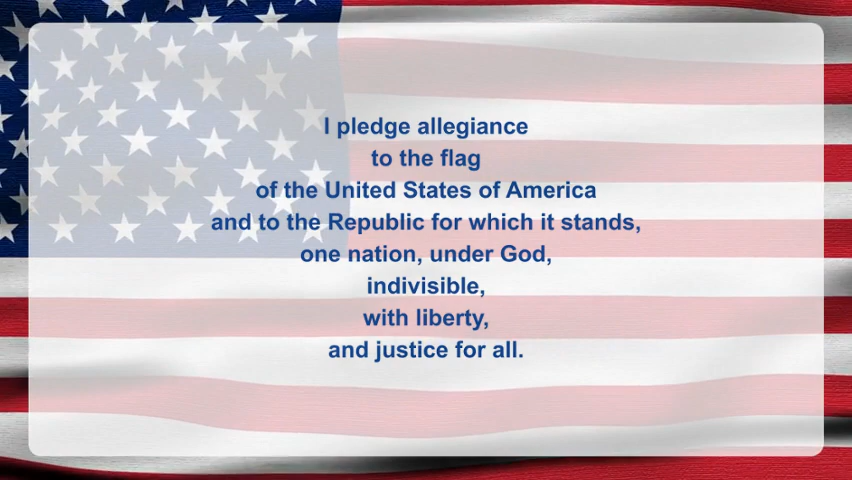 I pledge allegiance
to the flag
of the United States of America
and to the Republic for which it stands,
one nation, under God,
indivisible,
with liberty,
and justice for all.